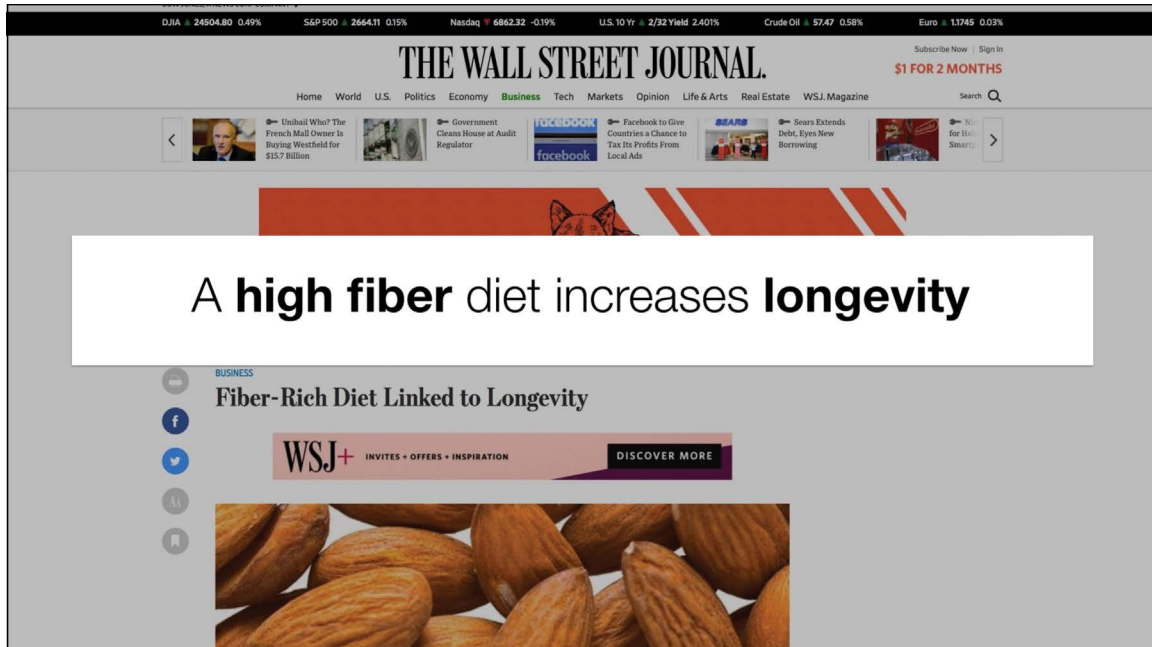 DJIA ▲ 24504.80 0.49% S&P 500 ▲ 2664.11 0.15% Nasdaq ▼ 6862.32 -0.19% U.S. 10 Yr ▲ 2/32 Yield 2.401% Crude Oil ▲ 57.47 0.58% Euro ▲ 1.1745 0.03%
THE WALL STREET JOURNAL.
Subscribe Now | Sign In
$1 FOR 2 MONTHS
Home World U.S. Politics Economy Business Tech Markets Opinion Life & Arts Real Estate WSJ. Magazine Search
Unibail Who? The
French Mall Owner Is
Buying Westfield for
$15.7 Billion
Government
Cleans House at Audit
Regulator
facebook
facebook
Facebook to Give
Countries a Chance to
Tax Its Profits From
Local Ads
SEARS
Sears Extends
Debt, Eyes New
Borrowing
for
A high fiber diet increases longevity
BUSINESS
Fiber-Rich Diet Linked to Longevity
WSJ+ INVITES + OFFERS + INSPIRATION DISCOVER MORE
AA